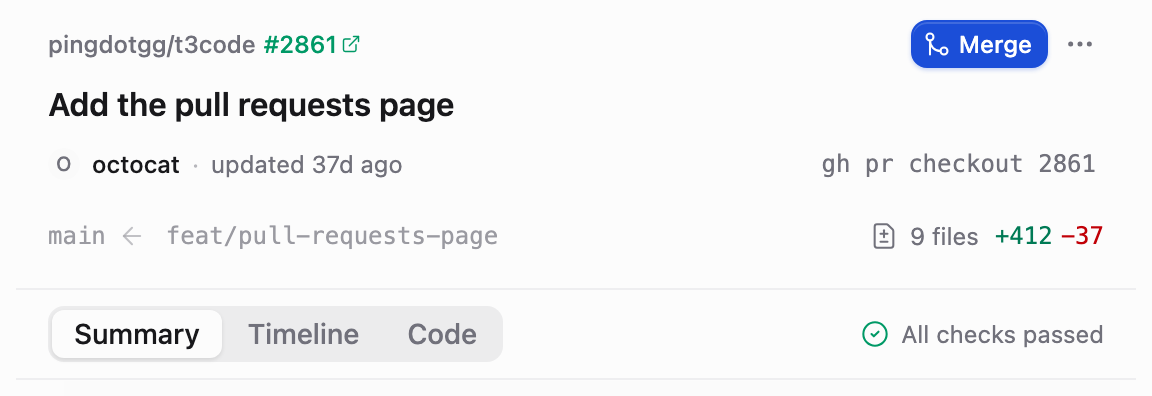 pingdotgg/t3code #2861 Merge ···
Add the pull requests page
O octocat · updated 37d ago gh pr checkout 2861
main ← feat/pull-requests-page 9 files +412 −37
Summary Timeline Code All checks passed